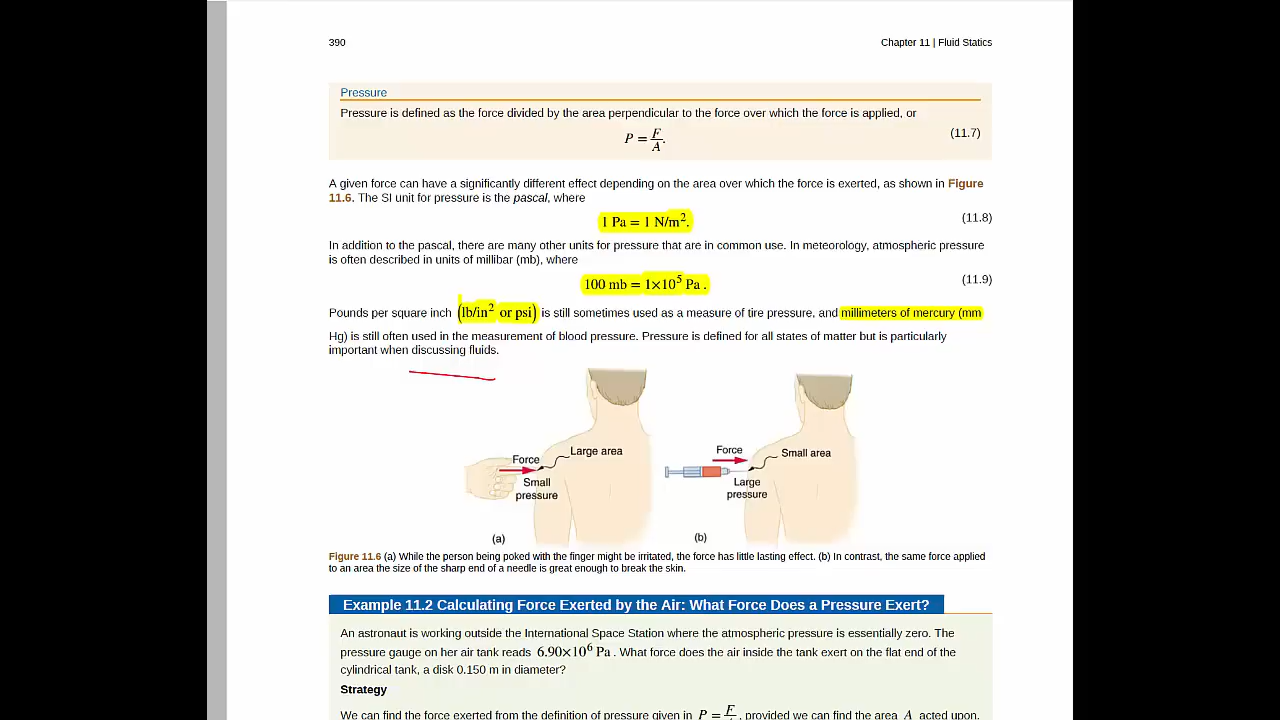 390
Chapter 11 | Fluid Statics
Pressure
Pressure is defined as the force divided by the area perpendicular to the force over which the force is applied, or
P = F/A.
(11.7)
A given force can have a significantly different effect depending on the area over which the force is exerted, as shown in Figure
11.6. The SI unit for pressure is the pascal, where
1 Pa = 1 N/m².
(11.8)
In addition to the pascal, there are many other units for pressure that are in common use. In meteorology, atmospheric pressure
is often described in units of millibar (mb), where
100 mb = 1×10⁵ Pa .
(11.9)
Pounds per square inch (lb/in² or psi) is still sometimes used as a measure of tire pressure, and millimeters of mercury (mm
Hg) is still often used in the measurement of blood pressure. Pressure is defined for all states of matter but is particularly
important when discussing fluids.
Force
Large area
Small
pressure
(a)
Force
Small area
Large
pressure
(b)
Figure 11.6 (a) While the person being poked with the finger might be irritated, the force has little lasting effect. (b) In contrast, the same force applied
to an area the size of the sharp end of a needle is great enough to break the skin.
Example 11.2 Calculating Force Exerted by the Air: What Force Does a Pressure Exert?
An astronaut is working outside the International Space Station where the atmospheric pressure is essentially zero. The
pressure gauge on her air tank reads 6.90×10⁶ Pa . What force does the air inside the tank exert on the flat end of the
cylindrical tank, a disk 0.150 m in diameter?
Strategy
We can find the force exerted from the definition of pressure given in P = F/A , provided we can find the area A acted upon.